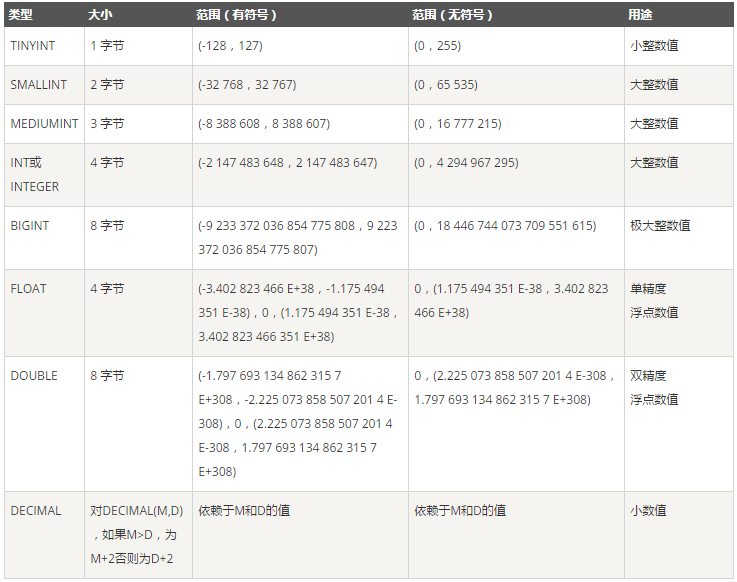 类型 大小 范围（有符号） 范围（无符号） 用途
TINYINT 1 字节 (-128，127) (0，255) 小整数值
SMALLINT 2 字节 (-32 768，32 767) (0，65 535) 大整数值
MEDIUMINT 3 字节 (-8 388 608，8 388 607) (0，16 777 215) 大整数值
INT或 4 字节 (-2 147 483 648，2 147 483 647) (0，4 294 967 295) 大整数值
INTEGER
BIGINT 8 字节 (-9 233 372 036 854 775 808，9 223 (0，18 446 744 073 709 551 615) 极大整数值
372 036 854 775 807)
FLOAT 4 字节 (-3.402 823 466 E+38，-1.175 494 0，(1.175 494 351 E-38，3.402 823 单精度
351 E-38)，0，(1.175 494 351 E-38， 466 E+38) 浮点数值
3.402 823 466 351 E+38)
DOUBLE 8 字节 (-1.797 693 134 862 315 7 0，(2.225 073 858 507 201 4 E-308， 双精度
E+308，-2.225 073 858 507 201 4 E- 1.797 693 134 862 315 7 E+308) 浮点数值
308)，0，(2.225 073 858 507 201 4
E-308，1.797 693 134 862 315 7
E+308)
DECIMAL 对DECIMAL(M,D) 依赖于M和D的值 依赖于M和D的值 小数值
，如果M>D，为
M+2否则为D+2